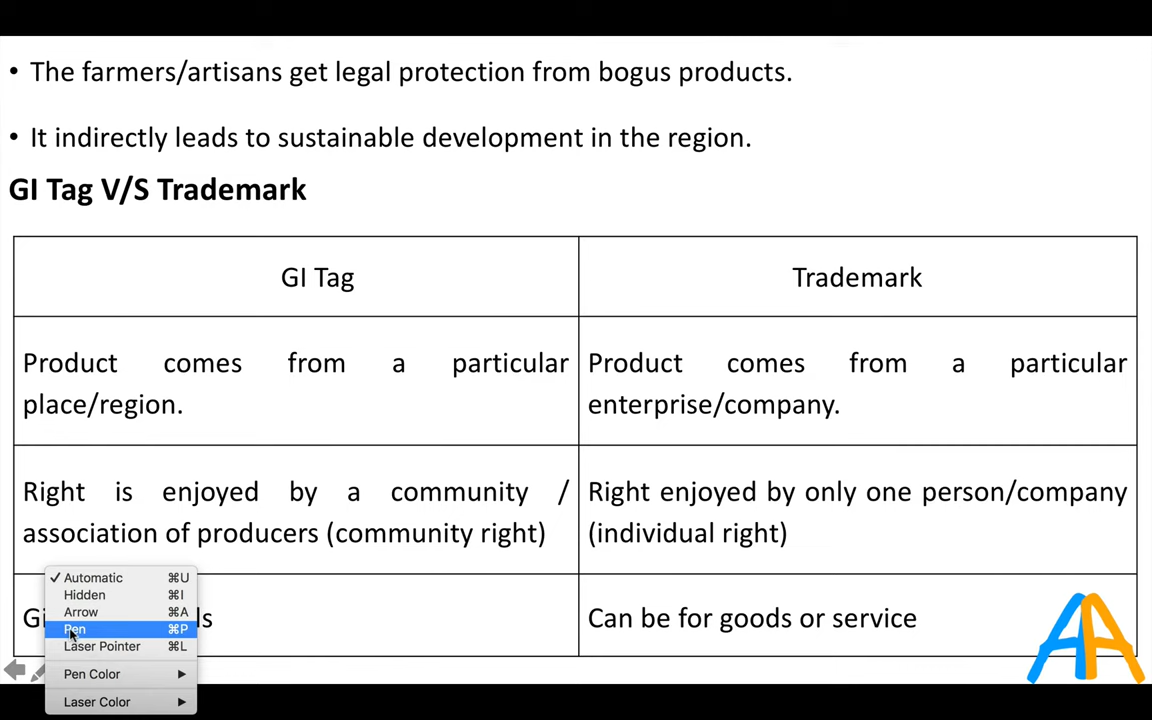 • The farmers/artisans get legal protection from bogus products.
• It indirectly leads to sustainable development in the region.
GI Tag V/S Trademark
GI Tag
Trademark
Product comes from a particular
place/region.
Product comes from a particular
enterprise/company.
Right is enjoyed by a community /
association of producers (community right)
Right enjoyed by only one person/company
(individual right)
Can be for goods or service
✓ Automatic ⌘U
Hidden ⌘I
Arrow ⌘A
Pen ⌘P
Laser Pointer ⌘L
Pen Color ▶
Laser Color ▶
AA